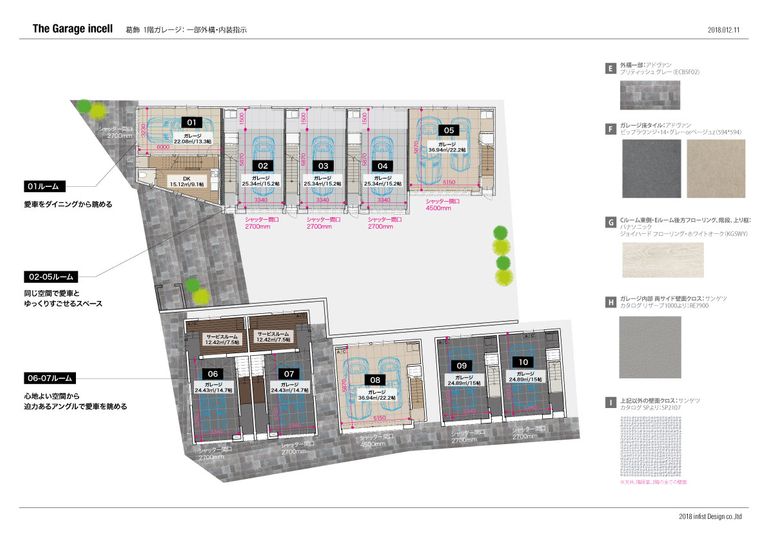 The Garage incell 葛飾 1階ガレージ：一部外構・内装指示
2018.012.11
01ルーム
愛車をダイニングから眺める
02-05ルーム
同じ空間で愛車と
ゆっくりすごせるスペース
06-07ルーム
心地よい空間から
迫力あるアングルで愛車を眺める
シャッター開口
2700mm
01
ガレージ
22.08㎡/13.3帖
3290
6000
DK
15.12㎡/9.1帖
02
ガレージ
25.34㎡/15.2帖
1500
5670
3340
シャッター開口
2700mm
03
ガレージ
25.34㎡/15.2帖
1500
5670
3340
シャッター開口
2700mm
04
ガレージ
25.34㎡/15.2帖
1500
5670
3340
シャッター開口
2700mm
05
ガレージ
36.94㎡/22.2帖
5670
5150
シャッター開口
4500mm
サービスルーム
12.42㎡/7.5帖
サービスルーム
12.42㎡/7.5帖
06
ガレージ
24.43㎡/14.7帖
シャッター開口
2700mm
07
ガレージ
24.43㎡/14.7帖
シャッター開口
2700mm
08
ガレージ
36.94㎡/22.2帖
5670
5150
シャッター開口
4500mm
09
ガレージ
24.89㎡/15帖
シャッター開口
2700mm
10
ガレージ
24.89㎡/15帖
シャッター開口
2700mm
E 外構一部：アドヴァン
ブリティッシュグレー（ECB5F02）
F ガレージ床タイル：アドヴァン
ビップラウンジ・14・グレーorベージュ/（594*594）
G Cルーム東側・Eルーム後方フローリング、階段、上り框：
パナソニック
ジョイハードフローリング・ホワイトオーク（KGSWY）
H ガレージ内部 両サイド壁面クロス：サンゲツ
カタログ リザーブ1000より：RE7900
I 上記以外の壁面クロス：サンゲツ
カタログ SPより：SP2107
2018 infist Design co.,ltd